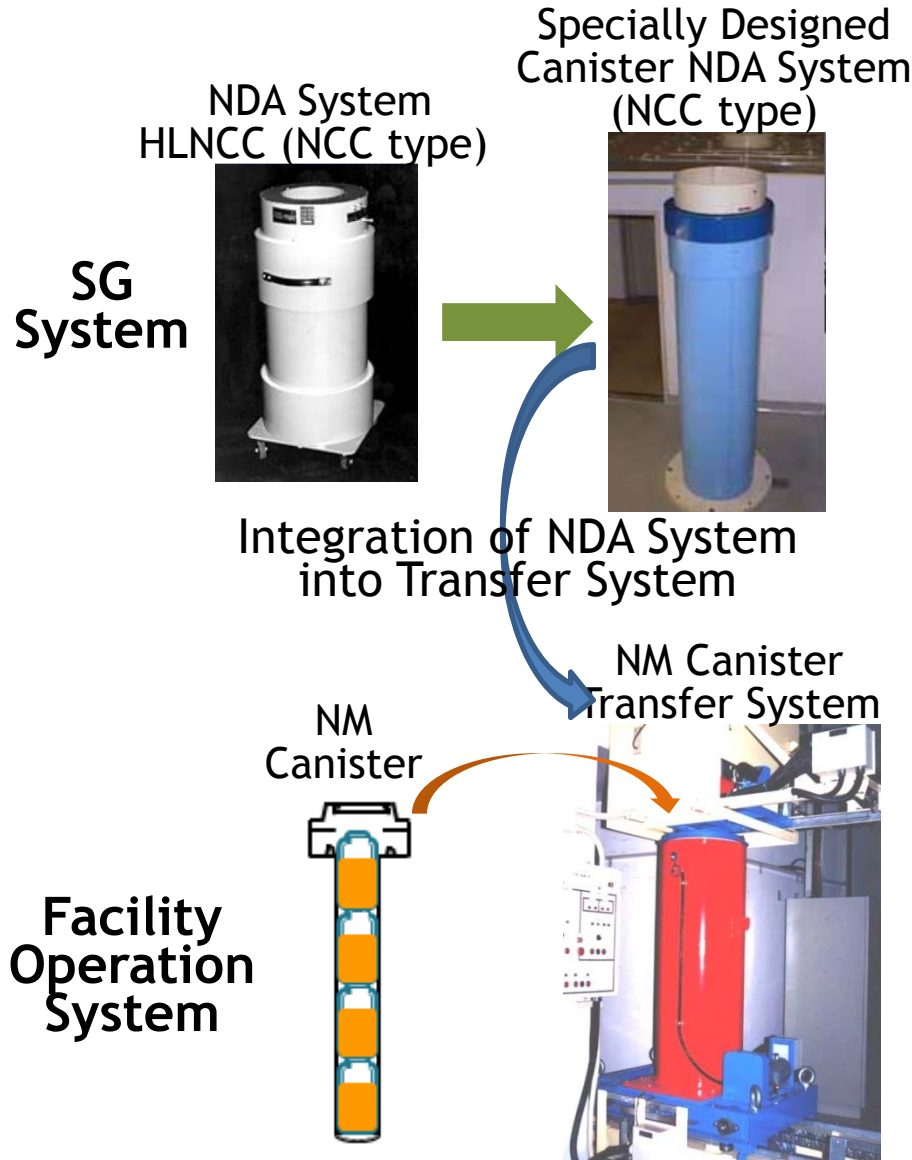 Specially Designed
Canister NDA System
(NCC type)
NDA System
HLNCC (NCC type)
SG
System
Integration of NDA System
into Transfer System
NM Canister
Transfer System
NM
Canister
Facility
Operation
System